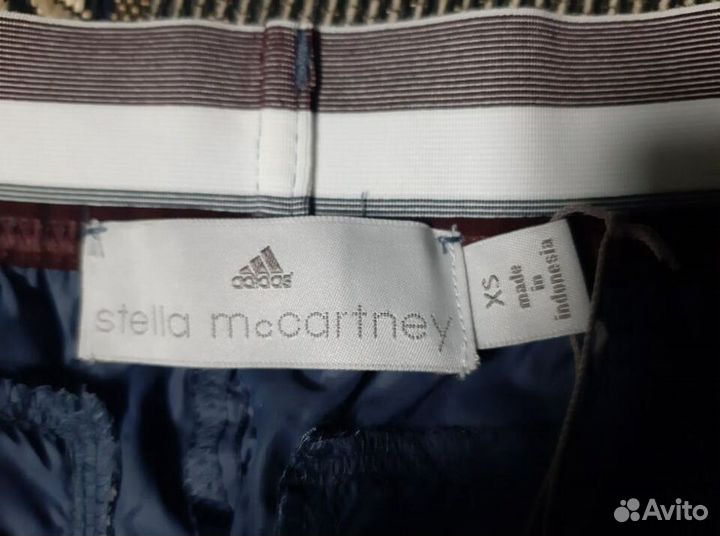 adidas
stella mccartney
XS
made
in
indonesia
Avito